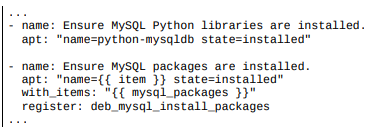 ...
- name: Ensure MySQL Python libraries are installed.
  apt: "name=python-mysqldb state=installed"

- name: Ensure MySQL packages are installed.
  apt: "name={{ item }} state=installed"
  with_items: "{{ mysql_packages }}"
  register: deb_mysql_install_packages
...